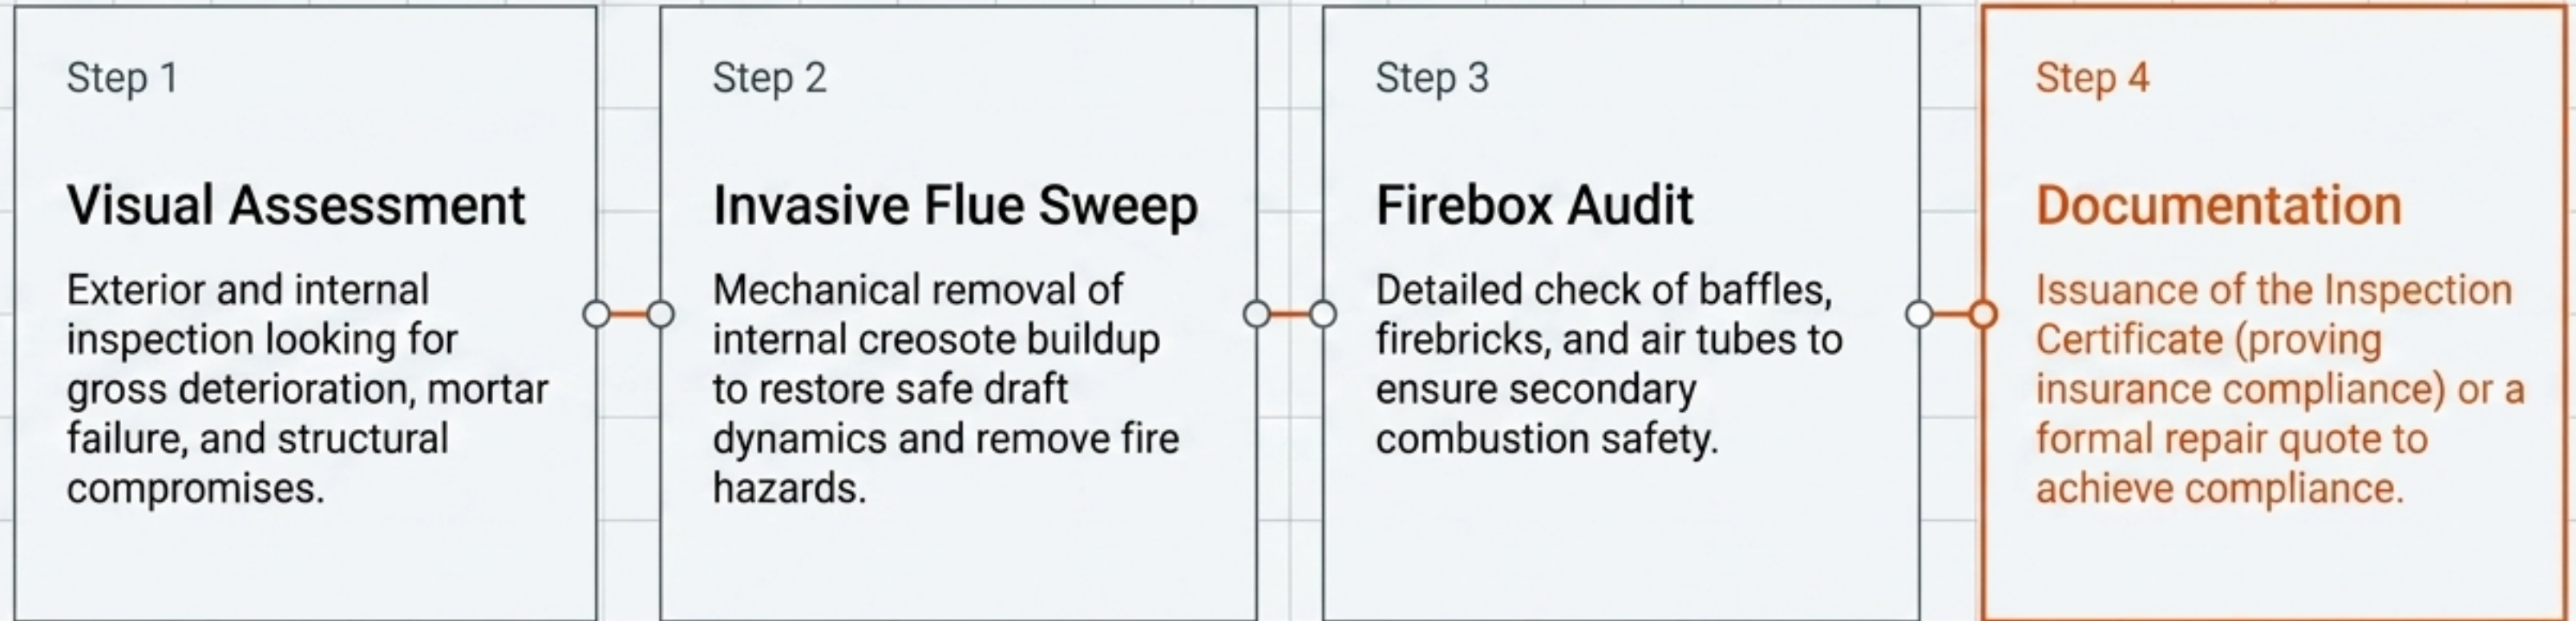 Step 1
Visual Assessment
Exterior and internal
inspection looking for
gross deterioration, mortar
failure, and structural
compromises.
Step 2
Invasive Flue Sweep
Mechanical removal of
internal creosote buildup
to restore safe draft
dynamics and remove fire
hazards.
Step 3
Firebox Audit
Detailed check of baffles,
firebricks, and air tubes to
ensure secondary
combustion safety.
Step 4
Documentation
Issuance of the Inspection
Certificate (proving
insurance compliance) or a
formal repair quote to
achieve compliance.